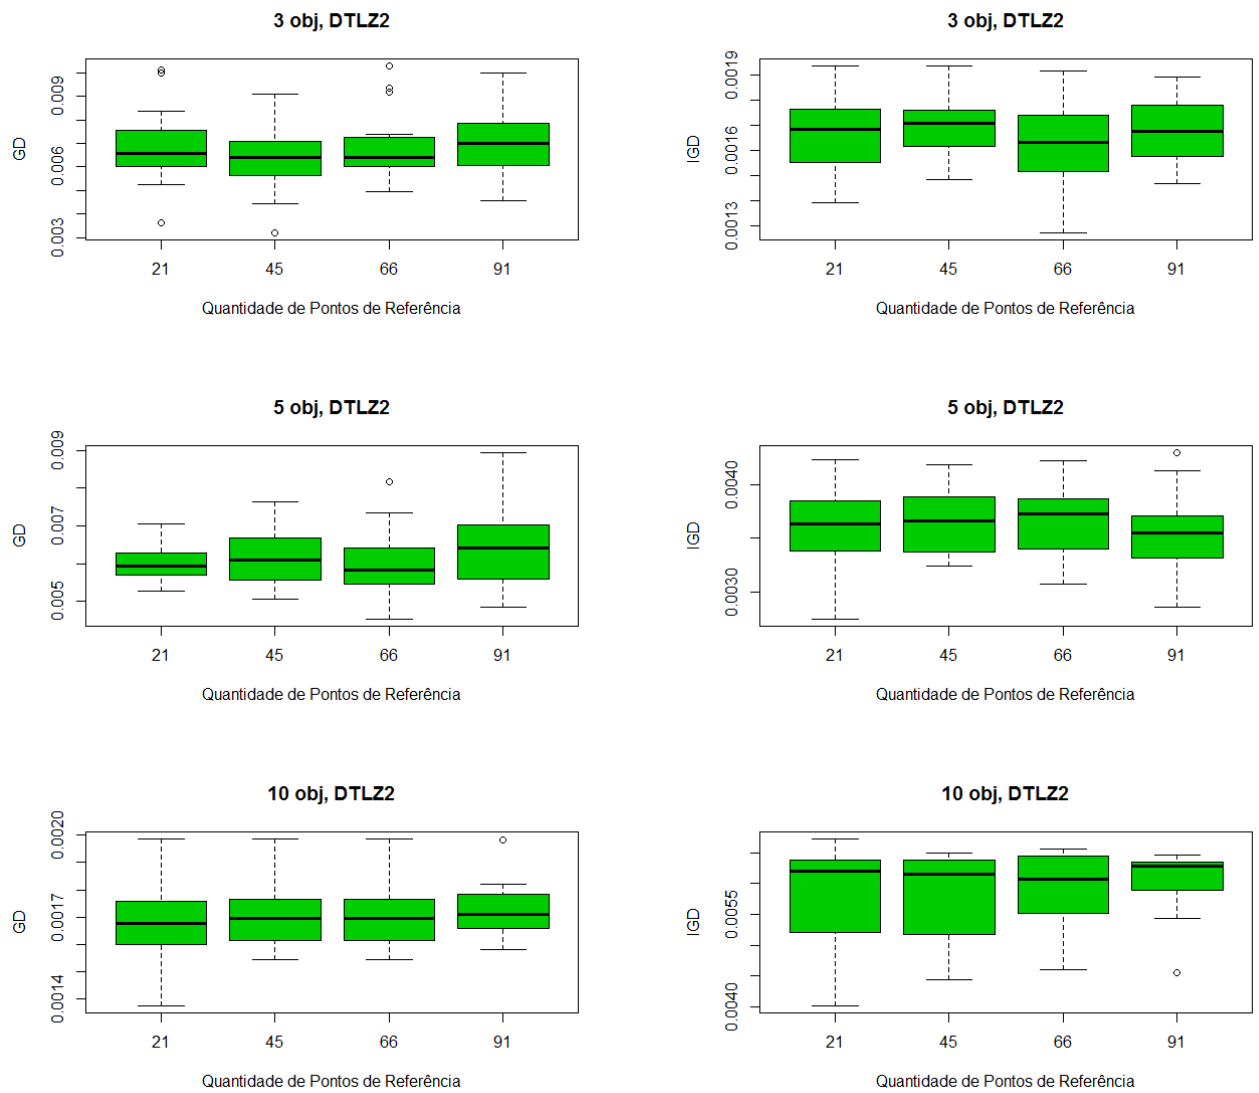 3 obj, DTLZ2
GD
0.003 0.006 0.009
21 45 66 91
Quantidade de Pontos de Referência
3 obj, DTLZ2
IGD
0.0013 0.0016 0.0019
21 45 66 91
Quantidade de Pontos de Referência
5 obj, DTLZ2
GD
0.005 0.007 0.009
21 45 66 91
Quantidade de Pontos de Referência
5 obj, DTLZ2
IGD
0.0030 0.0040
21 45 66 91
Quantidade de Pontos de Referência
10 obj, DTLZ2
GD
0.0014 0.0017 0.0020
21 45 66 91
Quantidade de Pontos de Referência
10 obj, DTLZ2
IGD
0.0040 0.0055
21 45 66 91
Quantidade de Pontos de Referência